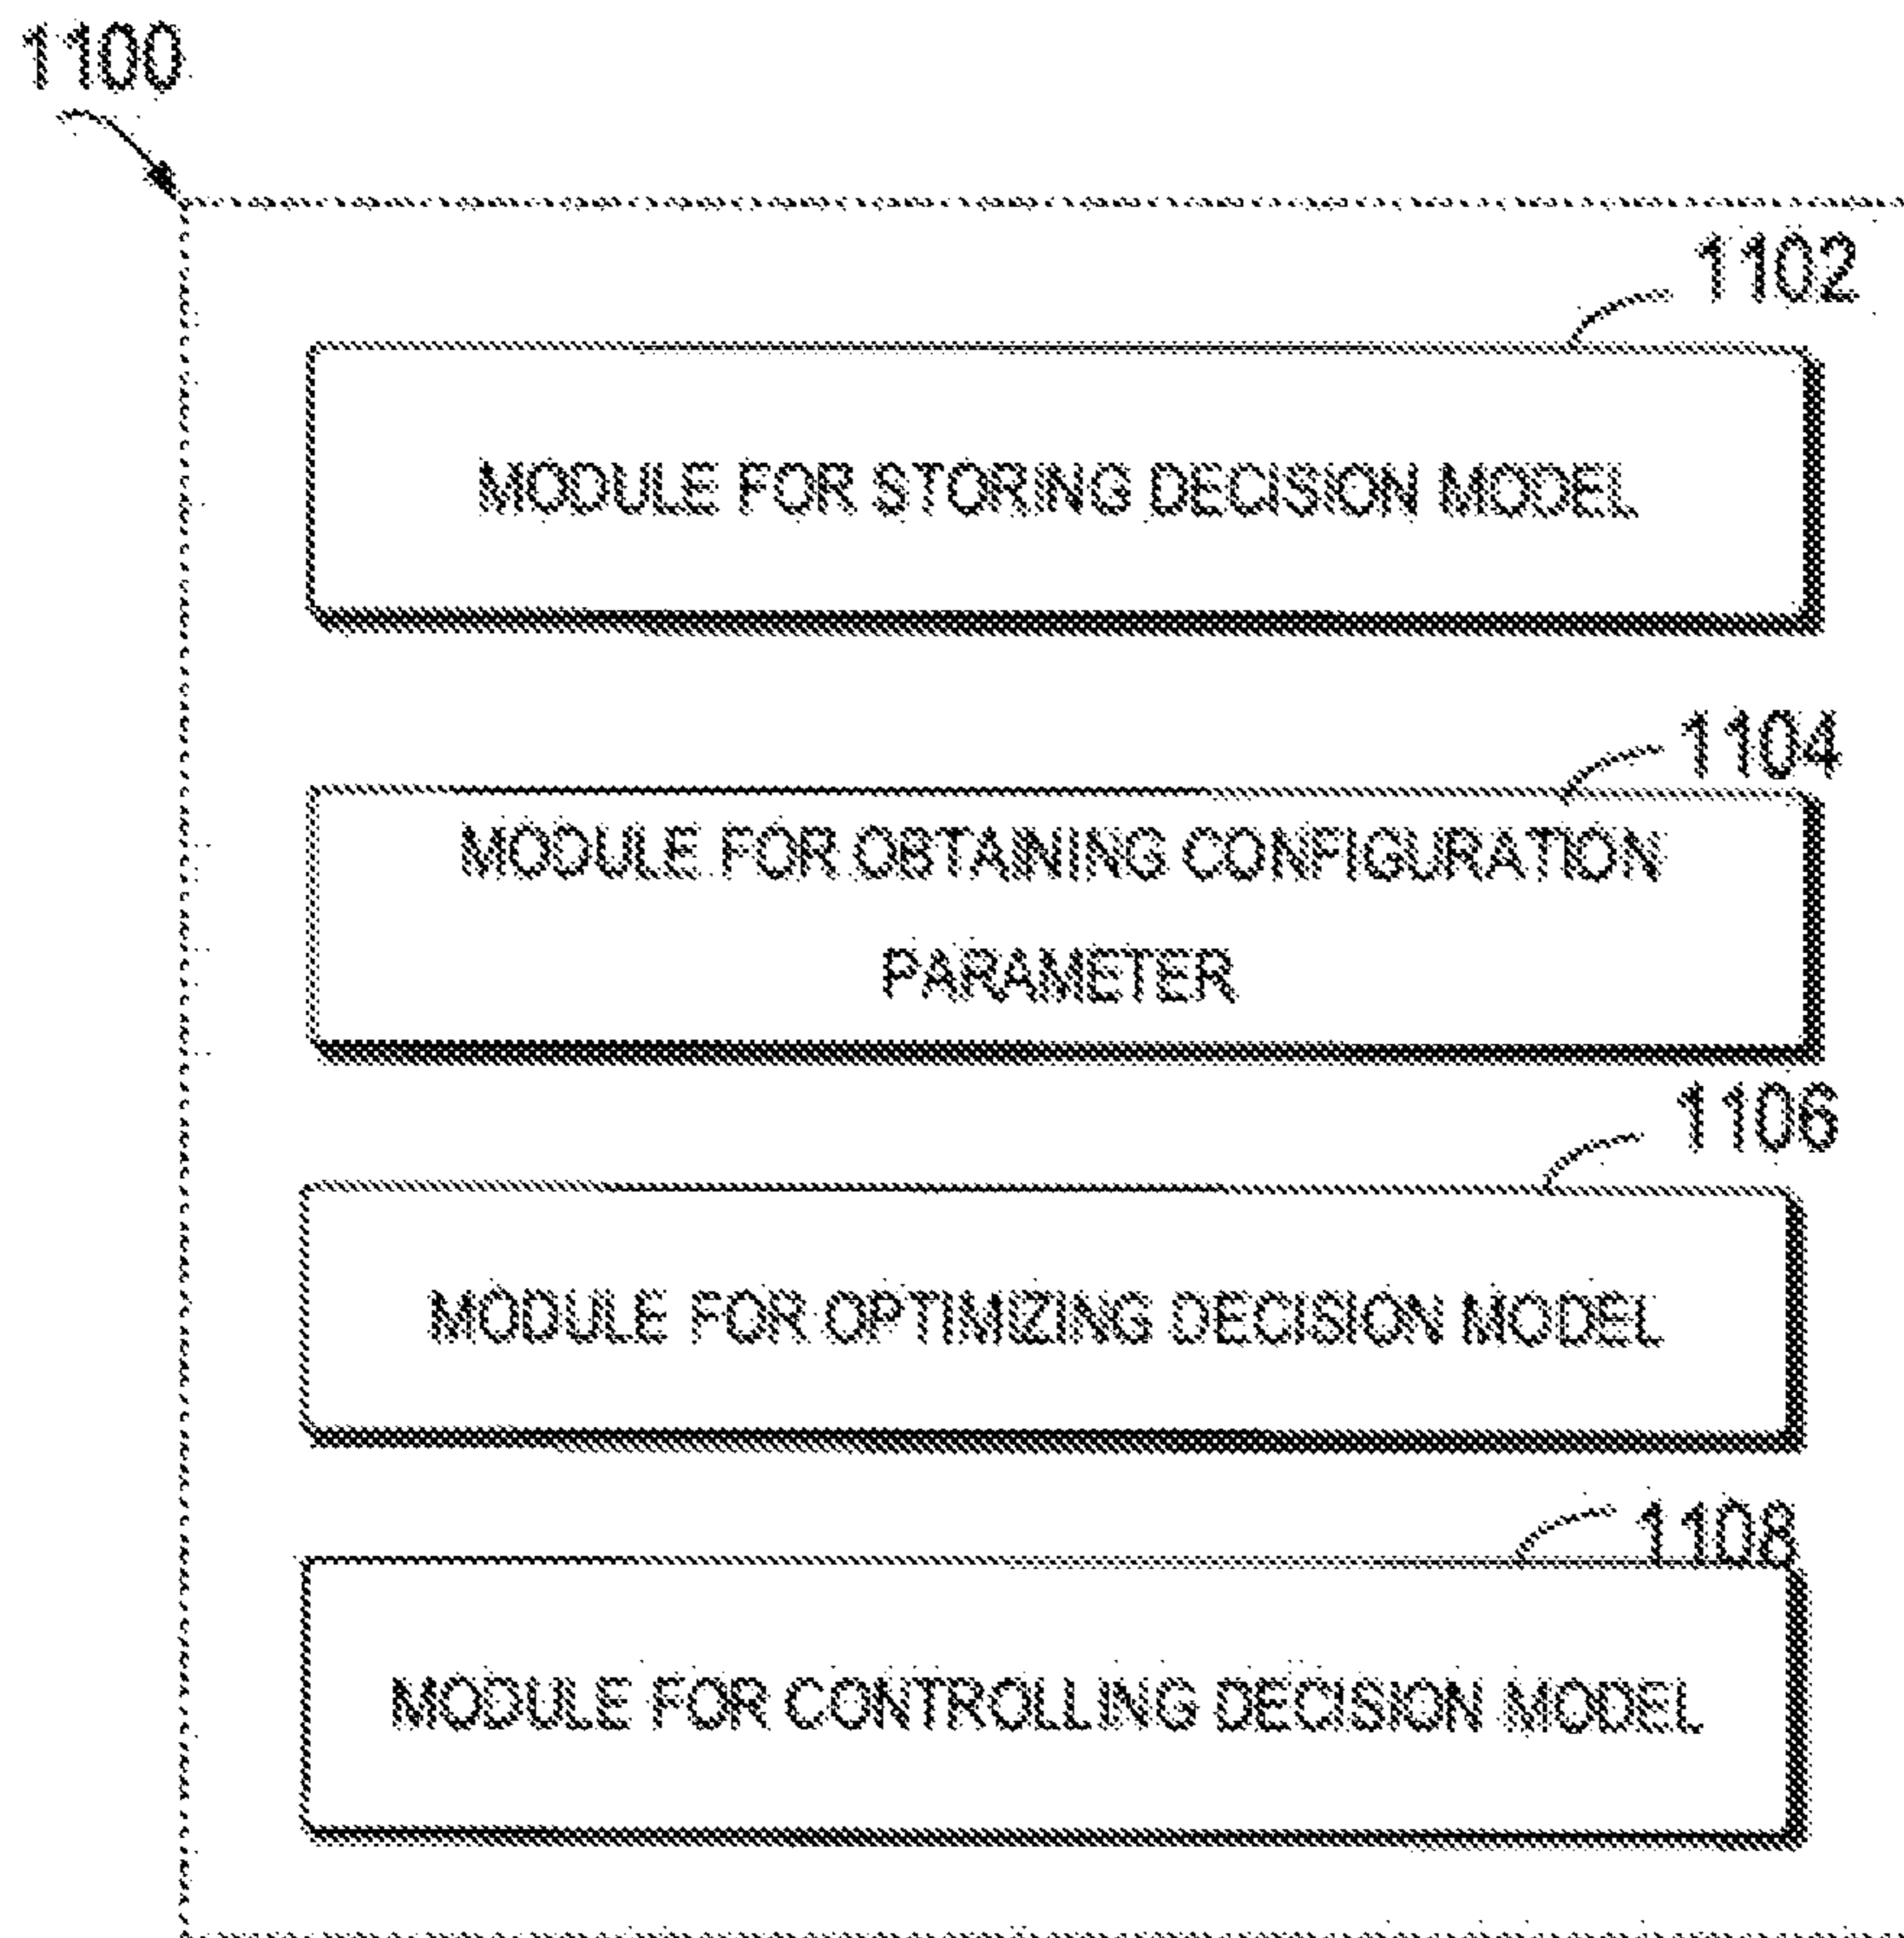 1100
1102
MODULE FOR STORING DECISION MODEL
1104
MODULE FOR OBTAINING CONFIGURATION
PARAMETER
1106
MODULE FOR OPTIMIZING DECISION MODEL
1108
MODULE FOR CONTROLLING DECISION MODEL